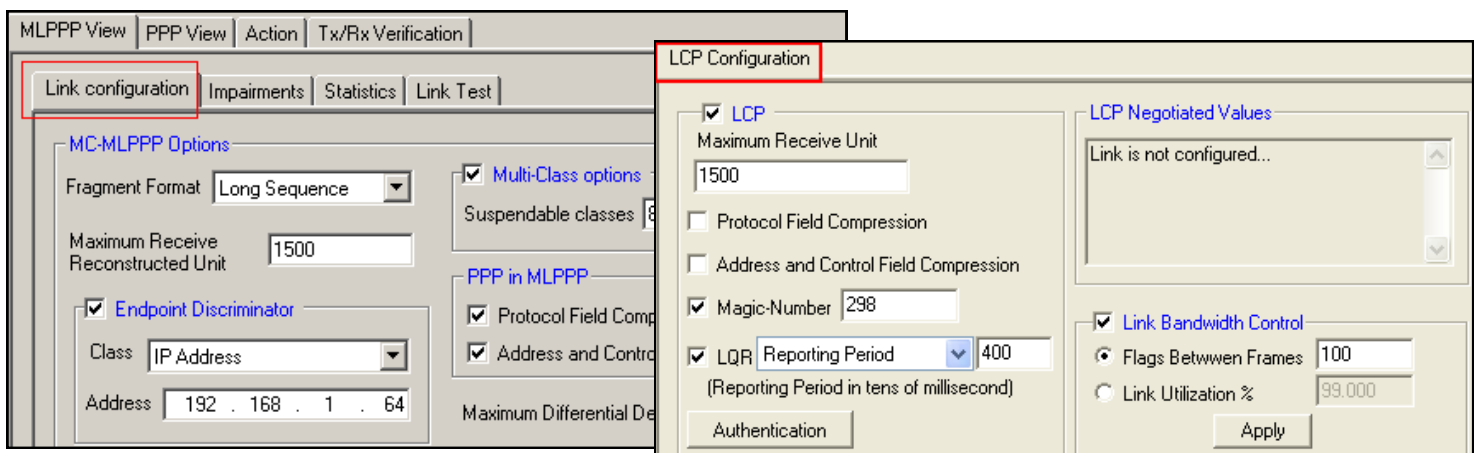 MLPPP View PPP View Action Tx/Rx Verification
Link configuration Impairments Statistics Link Test
MC-MLPPP Options
Fragment Format Long Sequence
Maximum Receive
Reconstructed Unit 1500
Endpoint Discriminator
Class IP Address
Address 192 . 168 . 1 . 64
Multi-Class options
Suspendable classes
PPP in MLPPP
Protocol Field
Address and
Maximum Differential
LCP Configuration
LCP
Maximum Receive Unit
1500
Protocol Field Compression
Address and Control Field Compression
Magic-Number 298
LQR Reporting Period 400
(Reporting Period in tens of millisecond)
Authentication
LCP Negotiated Values
Link is not configured...
Link Bandwidth Control
Flags Betwwen Frames 100
Link Utilization % 99.000
Apply